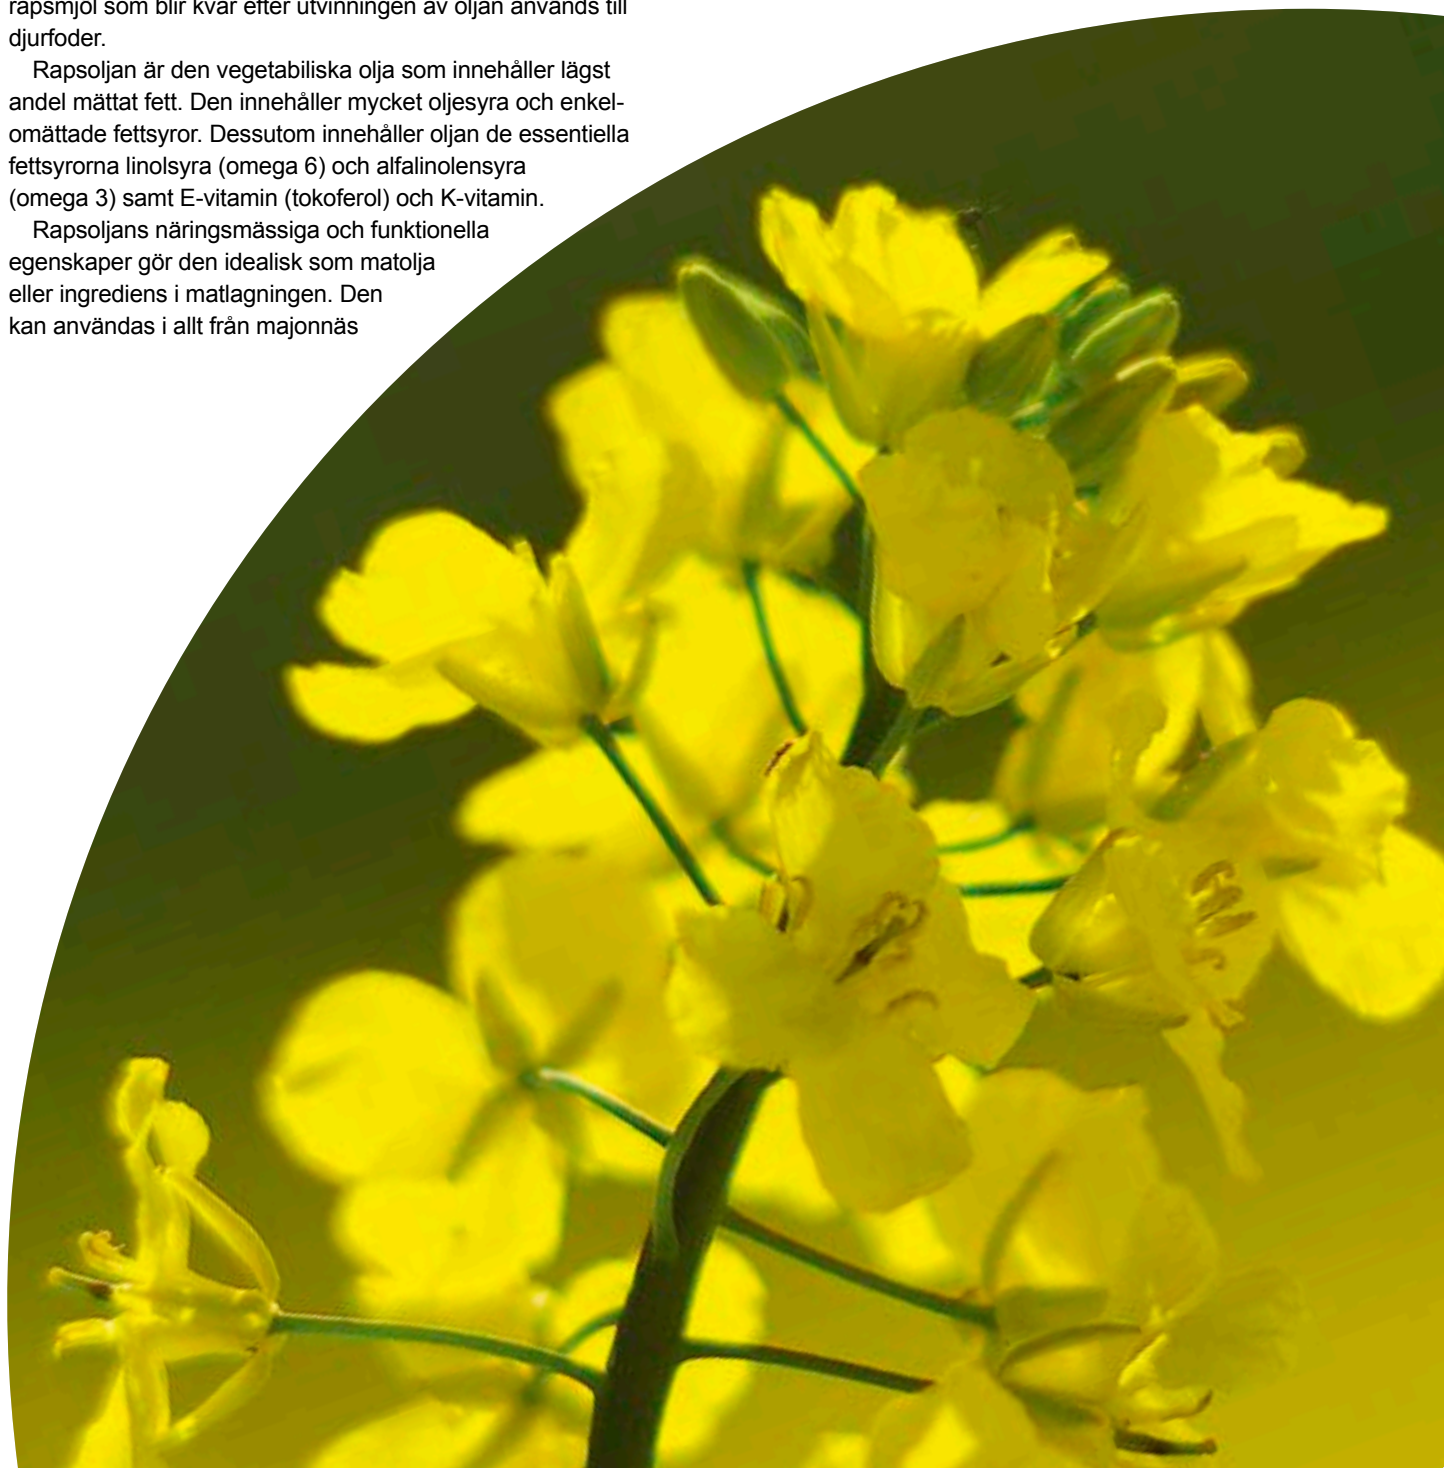 rapsmjöl som blir kvar efter utvinningen av oljan används till
djurfoder.
Rapsoljan är den vegetabiliska olja som innehåller lägst
andel mättat fett. Den innehåller mycket oljesyra och enkel-
omättade fettsyror. Dessutom innehåller oljan de essentiella
fettsyrorna linolsyra (omega 6) och alfalinolensyra
(omega 3) samt E-vitamin (tokoferol) och K-vitamin.
Rapsoljans näringsmässiga och funktionella
egenskaper gör den idealisk som matolja
eller ingrediens i matlagningen. Den
kan användas i allt från majonnäs